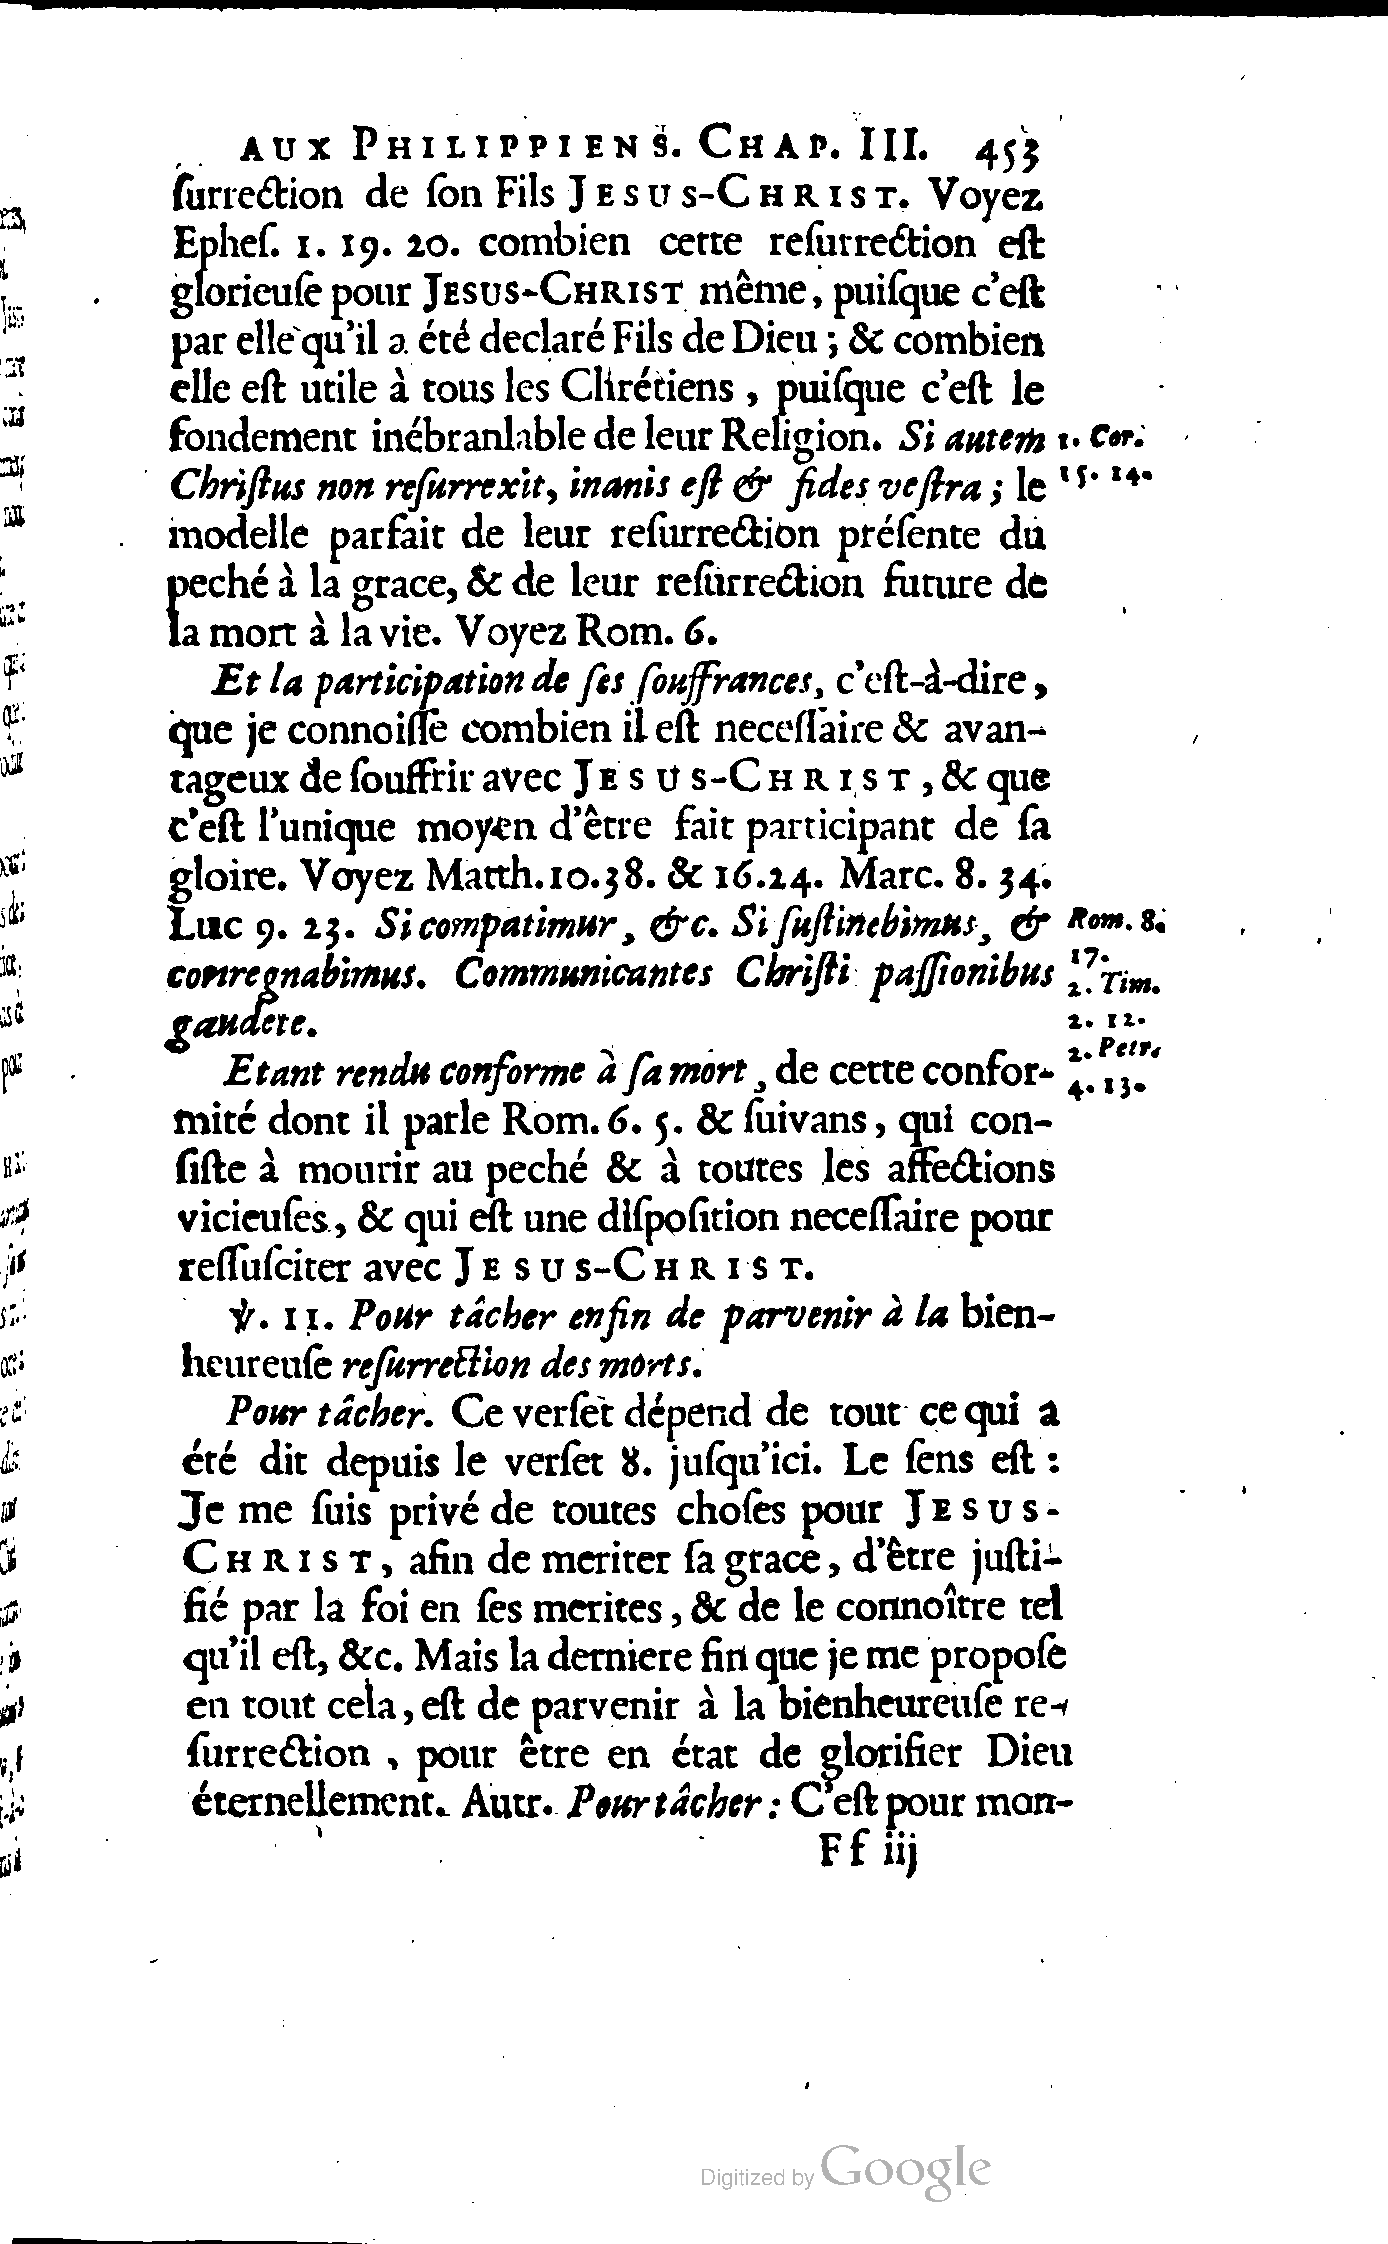 AUX PHILIPPIENS. CHAP. III. 453
ſurrection de ſon Fils JESUS-CHRIST. Voyez
Epheſ. 1. 19. 20. combien cette reſurrection eſt
glorieuſe pour JESUS-CHRIST même, puiſque c'eſt
par elle qu'il a été declaré Fils de Dieu ; & combien
elle eſt utile à tous les Chrétiens , puiſque c'eſt le
fondement inébranlable de leur Religion. Si autem
Chriſtus non reſurrexit, inanis eſt & fides veſtra ; le
1. Cor.
15. 14.
modelle parfait de leur reſurrection préſente du
peché à la grace, & de leur reſurrection future de
la mort à la vie. Voyez Rom. 6.
Et la participation de ſes ſouffrances, c'eſt-à-dire,
que je connoiſſe combien il eſt neceſſaire & avan-
tageux de ſouffrir avec JESUS-CHRIST, & que
c'eſt l'unique moyen d'être fait participant de ſa
gloire. Voyez Matth. 10. 38. & 16. 24. Marc. 8. 34.
Luc 9. 23. Si compatimur, &c. Si ſuſtinebimus, &
conregnabimus. Communicantes Chriſti paſſionibus
gaudete.
Rom. 8.
17.
2. Tim.
2. 12.
2. Petr.
4. 13.
Etant rendu conforme à ſa mort, de cette confor-
mité dont il parle Rom. 6. 5. & ſuivans, qui con-
ſiſte à mourir au peché & à toutes les affections
vicieuſes, & qui eſt une diſpoſition neceſſaire pour
reſſuſciter avec JESUS-CHRIST.
℣. 11. Pour tâcher enfin de parvenir à la bien-
heureuſe reſurrection des morts.
Pour tâcher. Ce verſet dépend de tout ce qui a
été dit depuis le verſet 8. juſqu'ici. Le ſens eſt :
Je me ſuis privé de toutes choſes pour JESUS-
CHRIST, afin de meriter ſa grace, d'être juſti-
fié par la foi en ſes merites, & de le connoître tel
qu'il eſt, &c. Mais la derniere fin que je me propoſe
en tout cela, eſt de parvenir à la bienheureuſe re-
ſurrection , pour être en état de glorifier Dieu
éternellement. Autr. Pour tâcher : C'eſt pour mon-
Ff iij
Digitized by Google